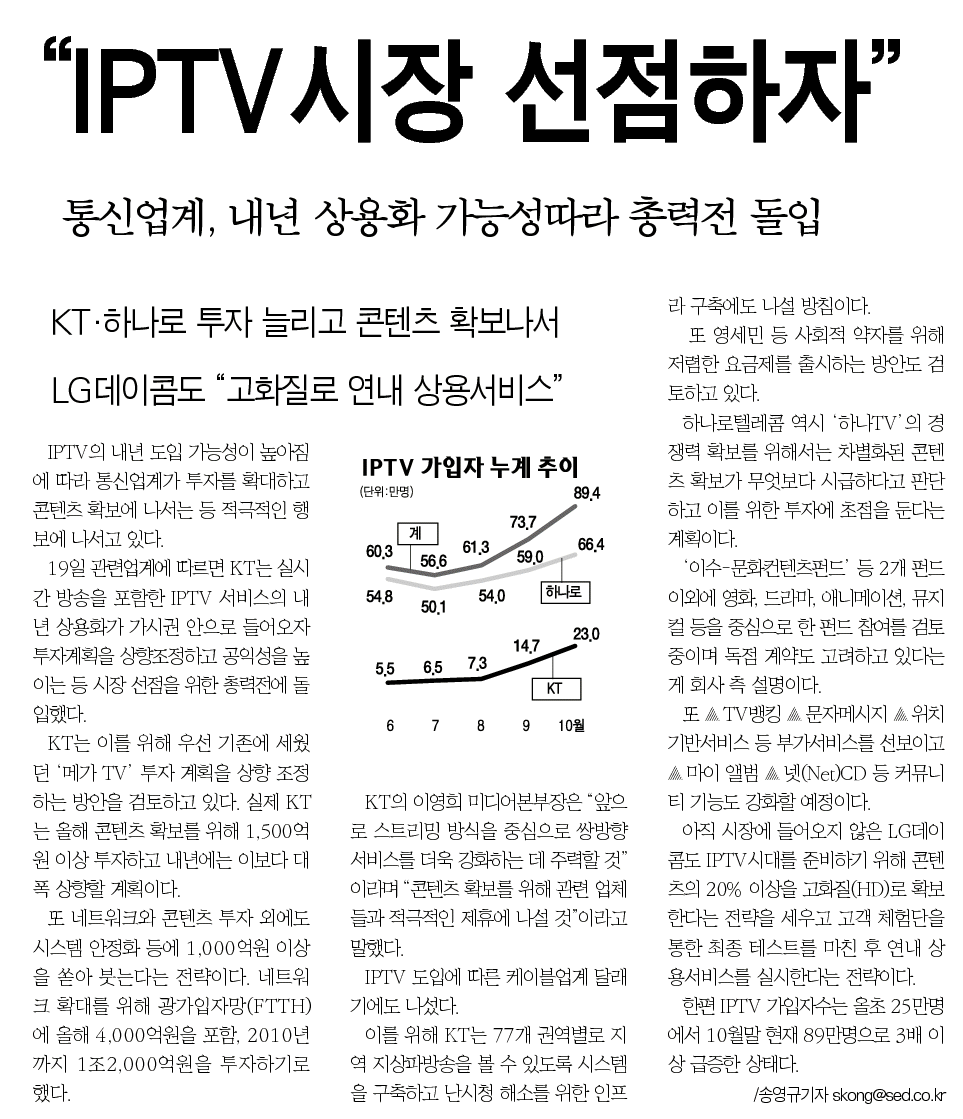 “IPTV시장 선점하자”
통신업계, 내년 상용화 가능성따라 총력전 돌입
KT·하나로 투자 늘리고 콘텐츠 확보나서
LG데이콤도 “고화질로 연내 상용서비스”
IPTV의 내년 도입 가능성이 높아짐
에 따라 통신업계가 투자를 확대하고
콘텐츠 확보에 나서는 등 적극적인 행
보에 나서고 있다.
19일 관련업계에 따르면 KT는 실시
간 방송을 포함한 IPTV 서비스의 내
년 상용화가 가시권 안으로 들어오자
투자계획을 상향조정하고 공익성을 높
이는 등 시장 선점을 위한 총력전에 돌
입했다.
KT는 이를 위해 우선 기존에 세웠
던 ‘메가 TV’ 투자 계획을 상향 조정
하는 방안을 검토하고 있다. 실제 KT
는 올해 콘텐츠 확보를 위해 1,500억
원 이상 투자하고 내년에는 이보다 대
폭 상향할 계획이다.
또 네트워크와 콘텐츠 투자 외에도
시스템 안정화 등에 1,000억원 이상
을 쏟아 붓는다는 전략이다. 네트워
크 확대를 위해 광가입자망(FTTH)
에 올해 4,000억원을 포함, 2010년
까지 1조2,000억원을 투자하기로
했다.
IPTV 가입자 누계 추이
(단위:만명)
89.4
73.7
계
60.3
56.6
61.3
59.0
66.4
54.8
50.1
54.0
하나로
14.7
23.0
5.5
6.5
7.3
KT
6 7 8 9 10월
KT의 이영희 미디어본부장은 “앞으
로 스트리밍 방식을 중심으로 쌍방향
서비스를 더욱 강화하는 데 주력할 것”
이라며 “콘텐츠 확보를 위해 관련 업체
들과 적극적인 제휴에 나설 것”이라고
말했다.
IPTV 도입에 따른 케이블업계 달래
기에도 나섰다.
이를 위해 KT는 77개 권역별로 지
역 지상파방송을 볼 수 있도록 시스템
을 구축하고 난시청 해소를 위한 인프
라 구축에도 나설 방침이다.
또 영세민 등 사회적 약자를 위해
저렴한 요금제를 출시하는 방안도 검
토하고 있다.
하나로텔레콤 역시 ‘하나TV’의 경
쟁력 확보를 위해서는 차별화된 콘텐
츠 확보가 무엇보다 시급하다고 판단
하고 이를 위한 투자에 초점을 둔다는
계획이다.
‘이수-문화컨텐츠펀드’ 등 2개 펀드
이외에 영화, 드라마, 애니메이션, 뮤지
컬 등을 중심으로 한 펀드 참여를 검토
중이며 독점 계약도 고려하고 있다는
게 회사 측 설명이다.
또 ▲TV뱅킹 ▲문자메시지 ▲위치
기반서비스 등 부가서비스를 선보이고
▲마이 앨범 ▲넷(Net)CD 등 커뮤니
티 기능도 강화할 예정이다.
아직 시장에 들어오지 않은 LG데이
콤도 IPTV시대를 준비하기 위해 콘텐
츠의 20% 이상을 고화질(HD)로 확보
한다는 전략을 세우고 고객 체험단을
통한 최종 테스트를 마친 후 연내 상
용서비스를 실시한다는 전략이다.
한편 IPTV 가입자수는 올초 25만명
에서 10월말 현재 89만명으로 3배 이
상 급증한 상태다.
/송영규기자 skong@sed.co.kr